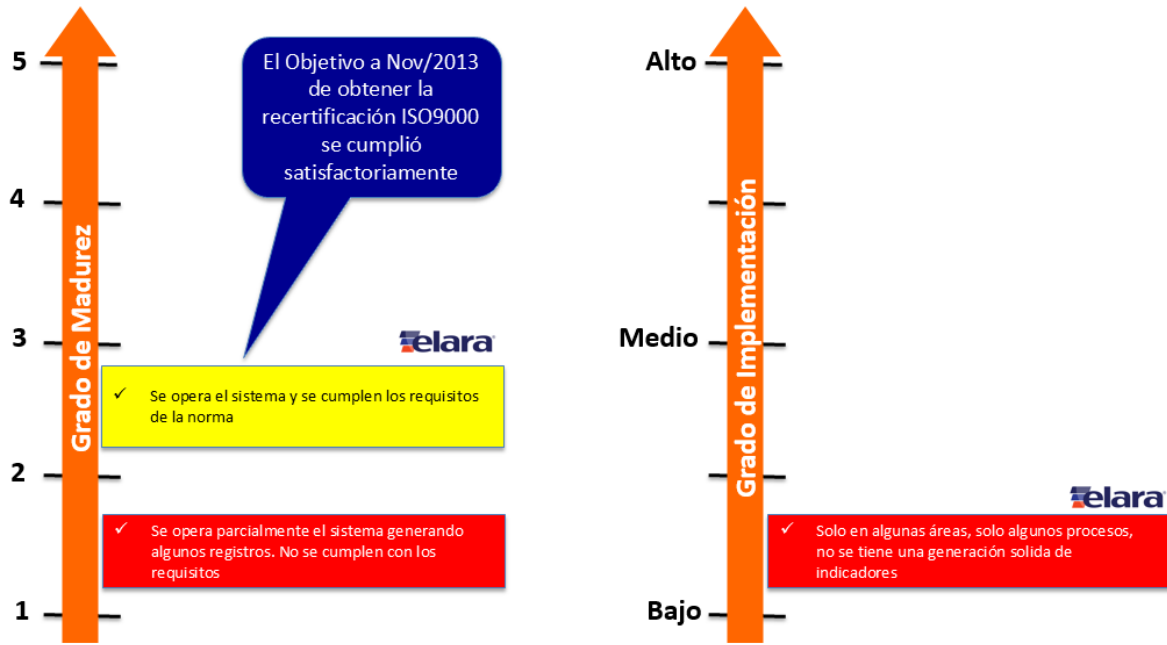 5
4
3
2
1
Grado de Madurez
El Objetivo a Nov/2013
de obtener la
recertificación ISO9000
se cumplió
satisfactoriamente
elara
✓ Se opera el sistema y se cumplen los requisitos
de la norma
✓ Se opera parcialmente el sistema generando
algunos registros. No se cumplen con los
requisitos
Alto
Medio
Bajo
Grado de Implementación
elara
✓ Solo en algunas áreas, solo algunos procesos,
no se tiene una generación solida de
indicadores